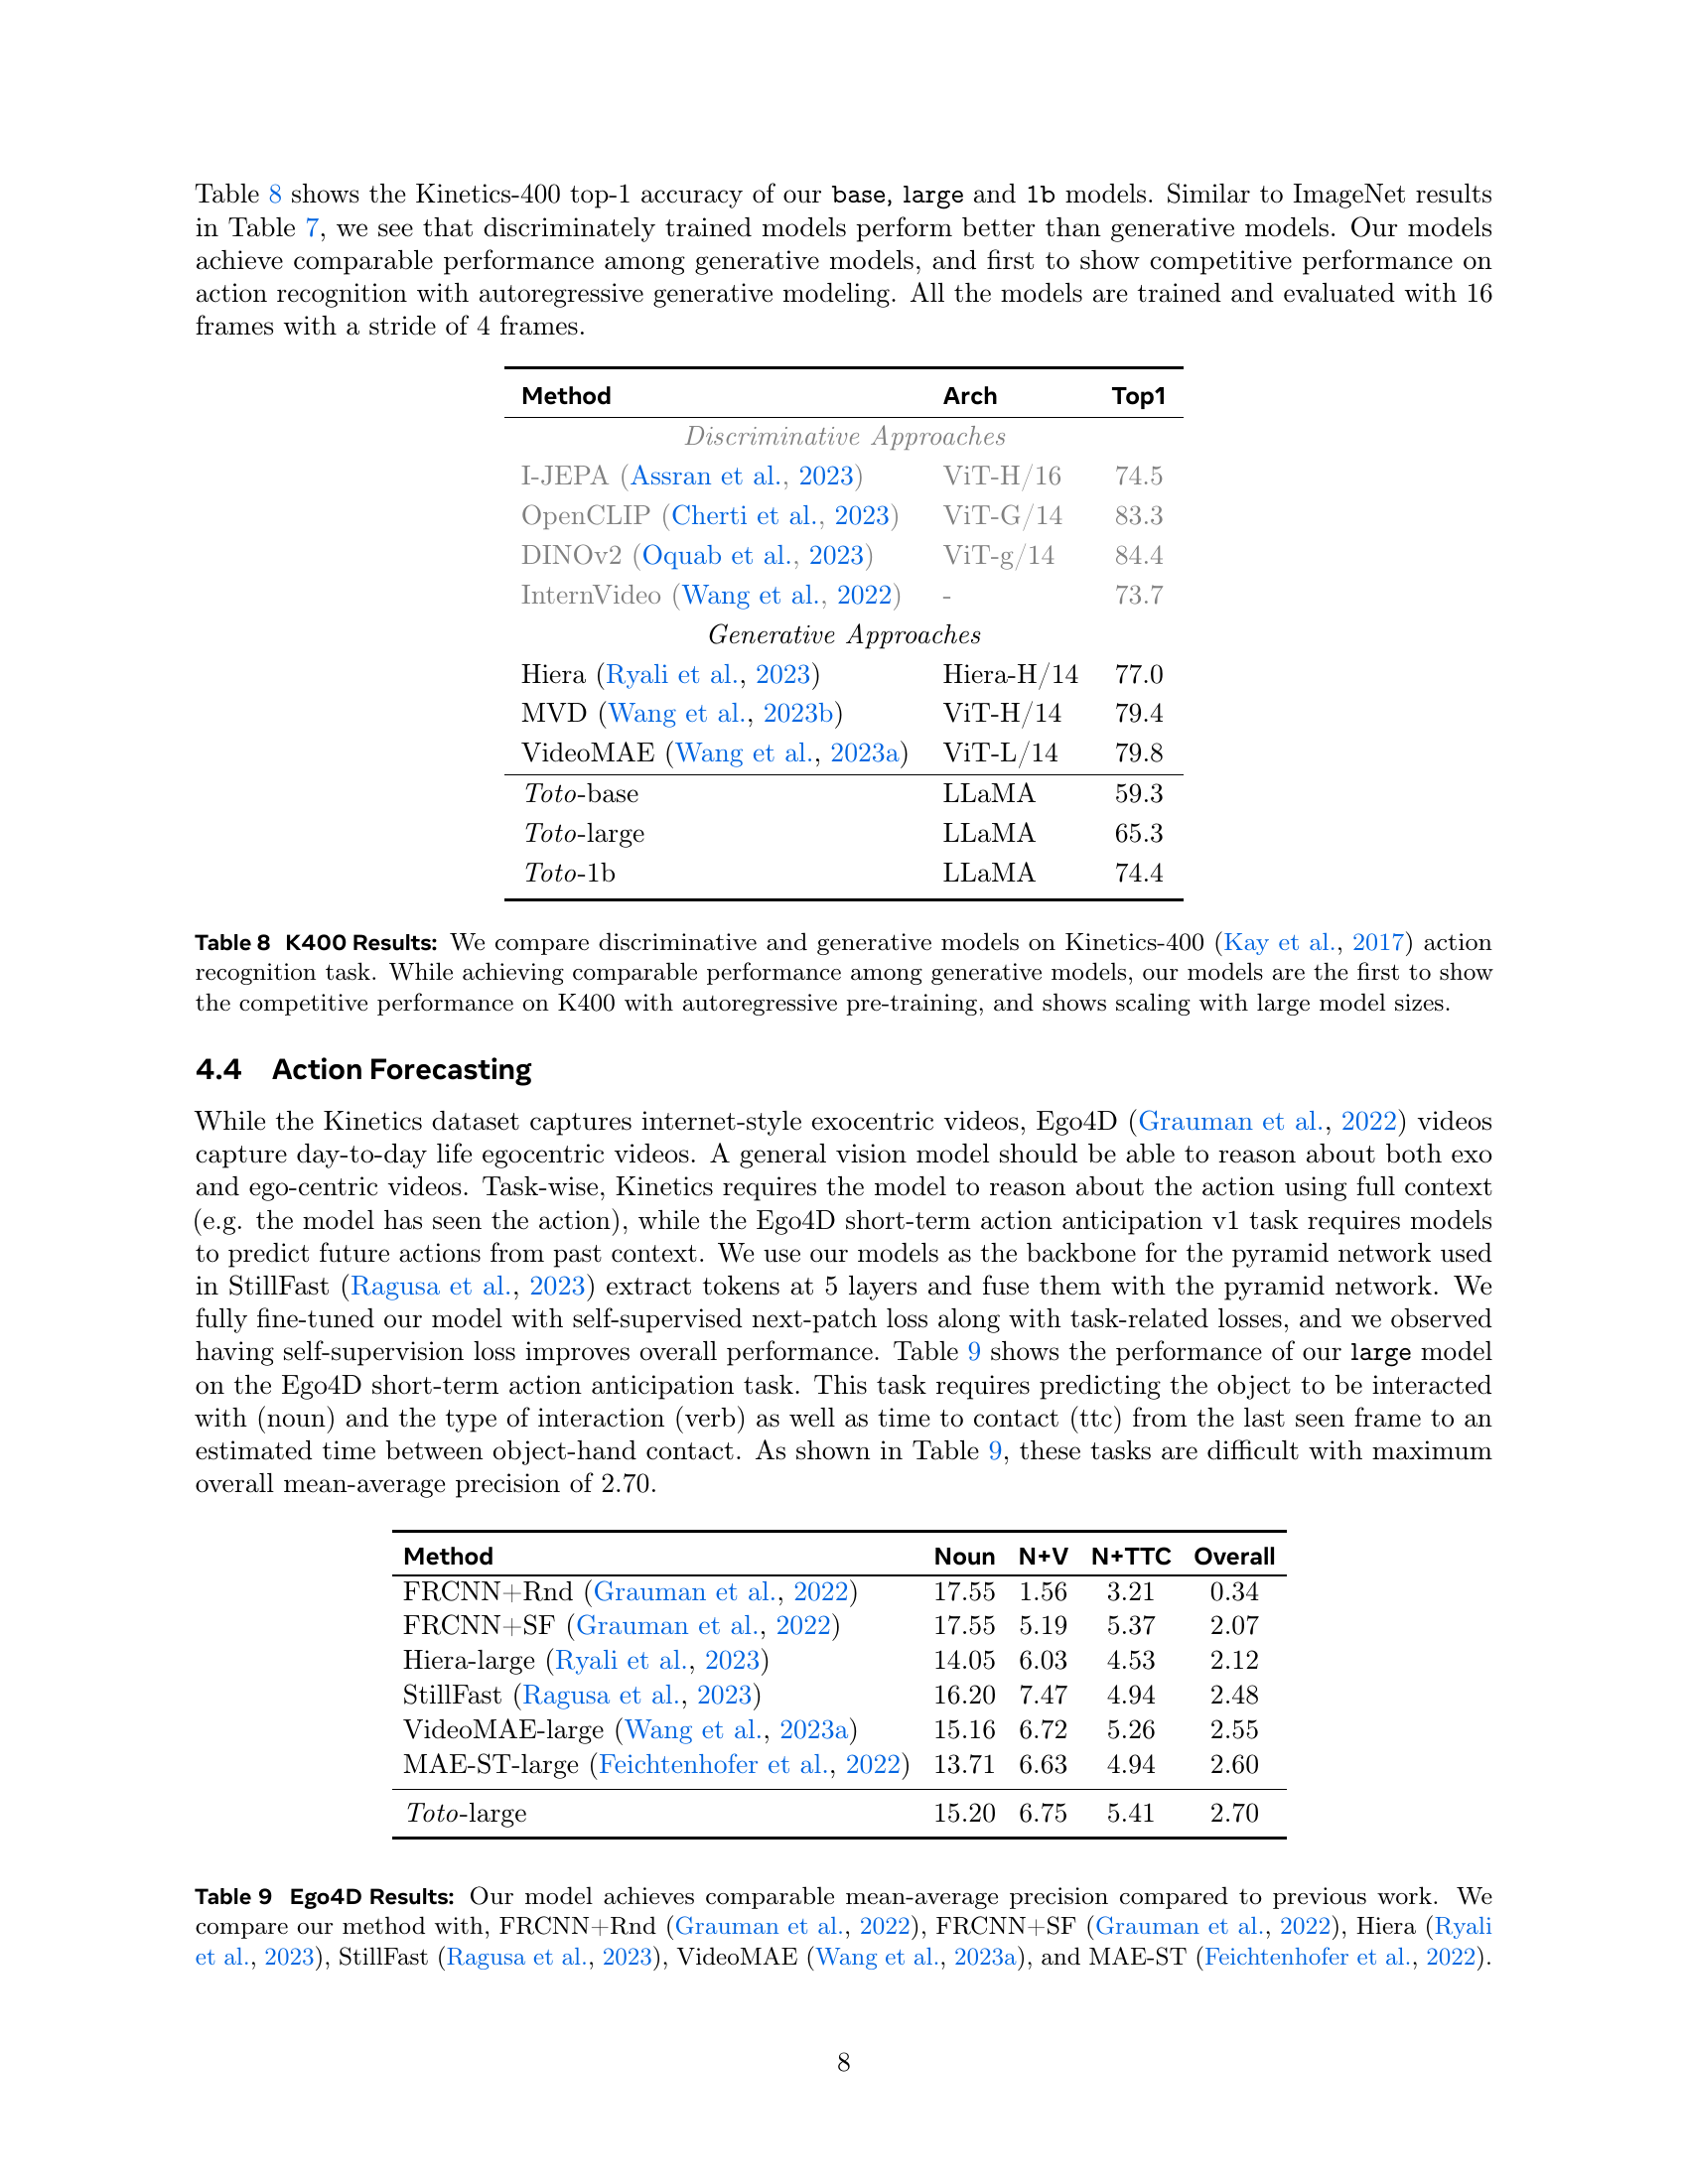 Table 8 shows the Kinetics-400 top-1 accuracy of our base, large and 1b models. Similar to ImageNet results
in Table 7, we see that discriminately trained models perform better than generative models. Our models
achieve comparable performance among generative models, and first to show competitive performance on
action recognition with autoregressive generative modeling. All the models are trained and evaluated with 16
frames with a stride of 4 frames.
Method Arch Top1
Discriminative Approaches
I-JEPA (Assran et al., 2023) ViT-H/16 74.5
OpenCLIP (Cherti et al., 2023) ViT-G/14 83.3
DINOv2 (Oquab et al., 2023) ViT-g/14 84.4
InternVideo (Wang et al., 2022) - 73.7
Generative Approaches
Hiera (Ryali et al., 2023) Hiera-H/14 77.0
MVD (Wang et al., 2023b) ViT-H/14 79.4
VideoMAE (Wang et al., 2023a) ViT-L/14 79.8
Toto-base LLaMA 59.3
Toto-large LLaMA 65.3
Toto-1b LLaMA 74.4
Table 8 K400 Results: We compare discriminative and generative models on Kinetics-400 (Kay et al., 2017) action
recognition task. While achieving comparable performance among generative models, our models are the first to show
the competitive performance on K400 with autoregressive pre-training, and shows scaling with large model sizes.
4.4 Action Forecasting
While the Kinetics dataset captures internet-style exocentric videos, Ego4D (Grauman et al., 2022) videos
capture day-to-day life egocentric videos. A general vision model should be able to reason about both exo
and ego-centric videos. Task-wise, Kinetics requires the model to reason about the action using full context
(e.g. the model has seen the action), while the Ego4D short-term action anticipation v1 task requires models
to predict future actions from past context. We use our models as the backbone for the pyramid network used
in StillFast (Ragusa et al., 2023) extract tokens at 5 layers and fuse them with the pyramid network. We
fully fine-tuned our model with self-supervised next-patch loss along with task-related losses, and we observed
having self-supervision loss improves overall performance. Table 9 shows the performance of our large model
on the Ego4D short-term action anticipation task. This task requires predicting the object to be interacted
with (noun) and the type of interaction (verb) as well as time to contact (ttc) from the last seen frame to an
estimated time between object-hand contact. As shown in Table 9, these tasks are difficult with maximum
overall mean-average precision of 2.70.
Method Noun N+V N+TTC Overall
FRCNN+Rnd (Grauman et al., 2022) 17.55 1.56 3.21 0.34
FRCNN+SF (Grauman et al., 2022) 17.55 5.19 5.37 2.07
Hiera-large (Ryali et al., 2023) 14.05 6.03 4.53 2.12
StillFast (Ragusa et al., 2023) 16.20 7.47 4.94 2.48
VideoMAE-large (Wang et al., 2023a) 15.16 6.72 5.26 2.55
MAE-ST-large (Feichtenhofer et al., 2022) 13.71 6.63 4.94 2.60
Toto-large 15.20 6.75 5.41 2.70
Table 9 Ego4D Results: Our model achieves comparable mean-average precision compared to previous work. We
compare our method with, FRCNN+Rnd (Grauman et al., 2022), FRCNN+SF (Grauman et al., 2022), Hiera (Ryali
et al., 2023), StillFast (Ragusa et al., 2023), VideoMAE (Wang et al., 2023a), and MAE-ST (Feichtenhofer et al., 2022).
8